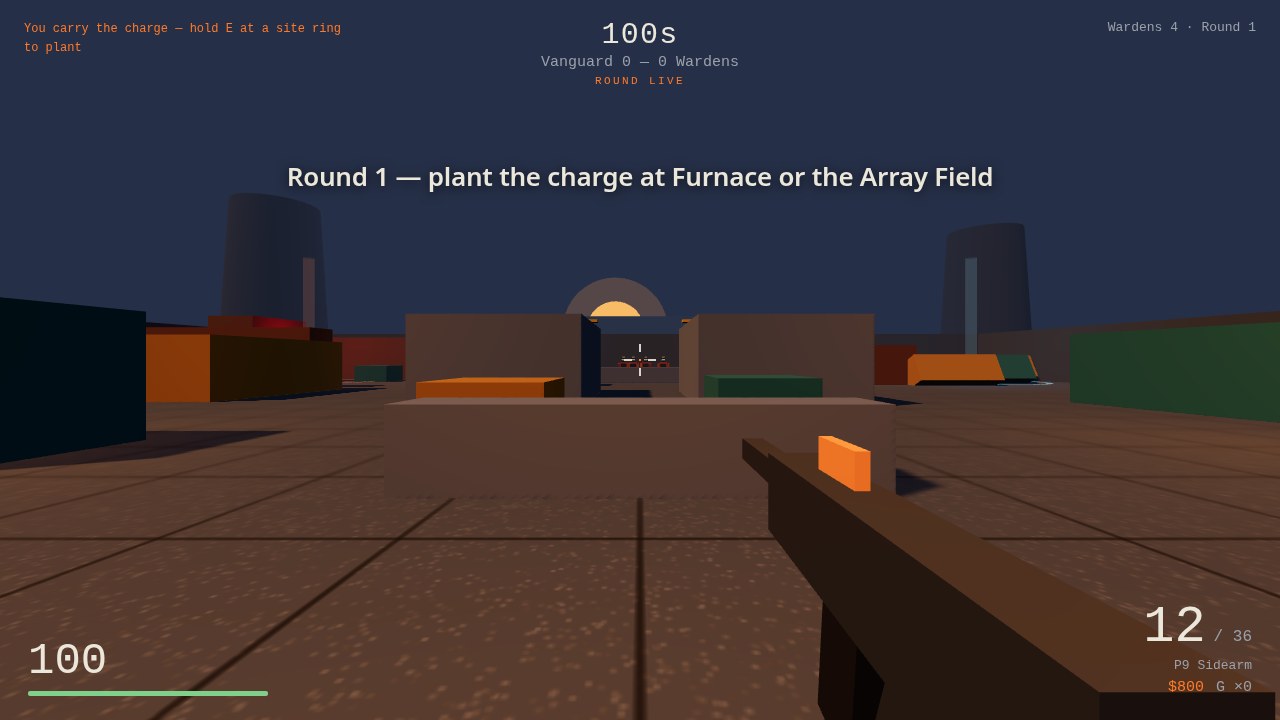 You carry the charge — hold E at a site ring
to plant
100s
Vanguard 0 — 0 Wardens
ROUND LIVE
Wardens 4 · Round 1
Round 1 — plant the charge at Furnace or the Array Field
100
12 / 36
P9 Sidearm
$800 G ×0